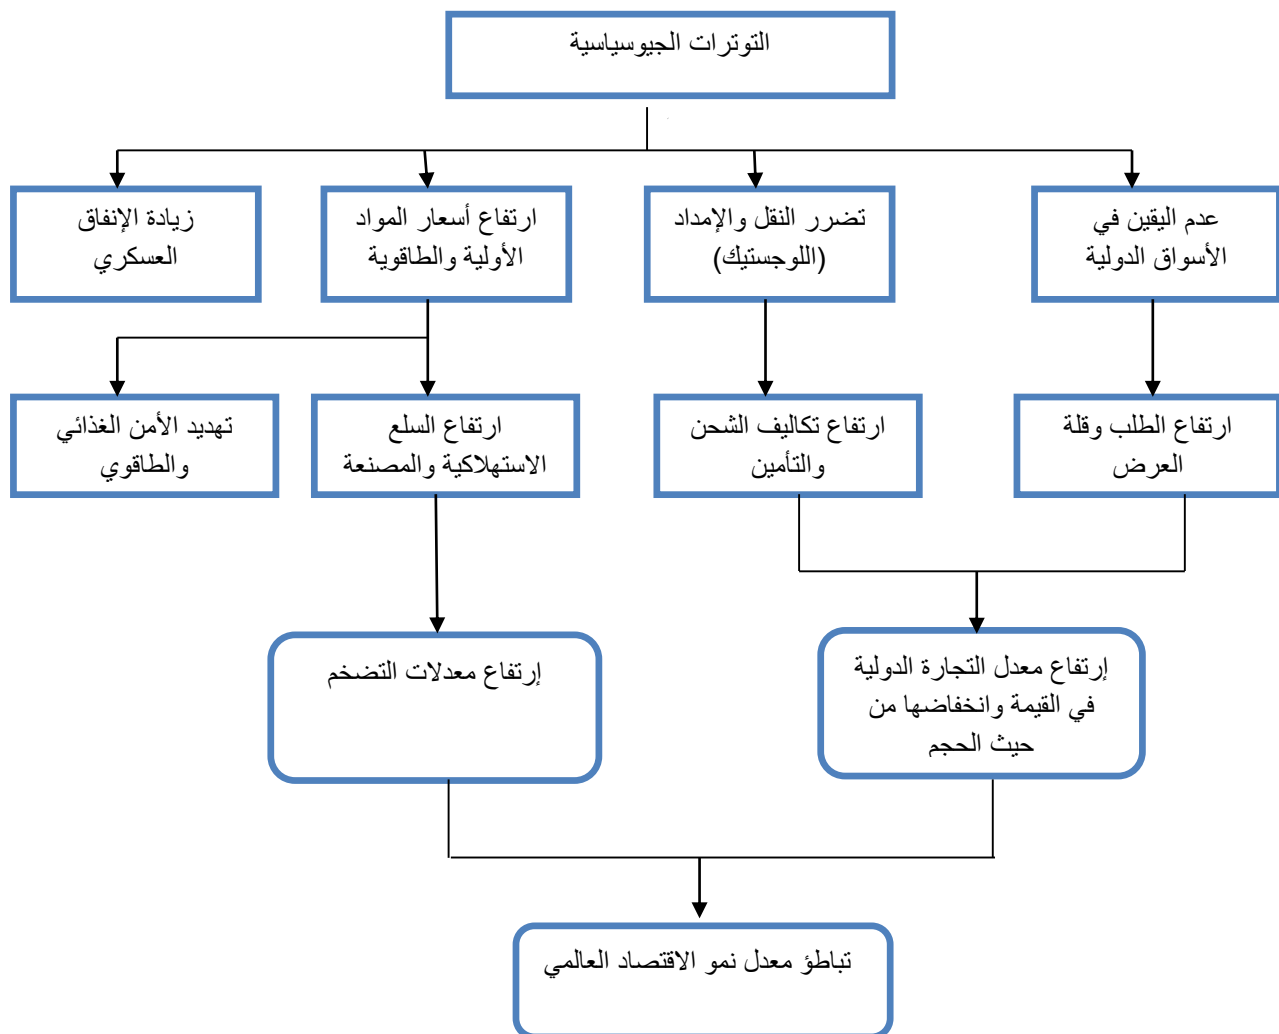 التوترات الجيوسياسية
عدم اليقين في
الأسواق الدولية
تضرر النقل والإمداد
(اللوجستيك)
ارتفاع أسعار المواد
الأولية والطاقوية
زيادة الإنفاق
العسكري
ارتفاع الطلب وقلة
العرض
ارتفاع تكاليف الشحن
والتأمين
ارتفاع السلع
الاستهلاكية والمصنعة
تهديد الأمن الغذائي
والطاقوي
إرتفاع معدل التجارة الدولية
في القيمة وانخفاضها من
حيث الحجم
إرتفاع معدلات التضخم
تباطؤ معدل نمو الاقتصاد العالمي